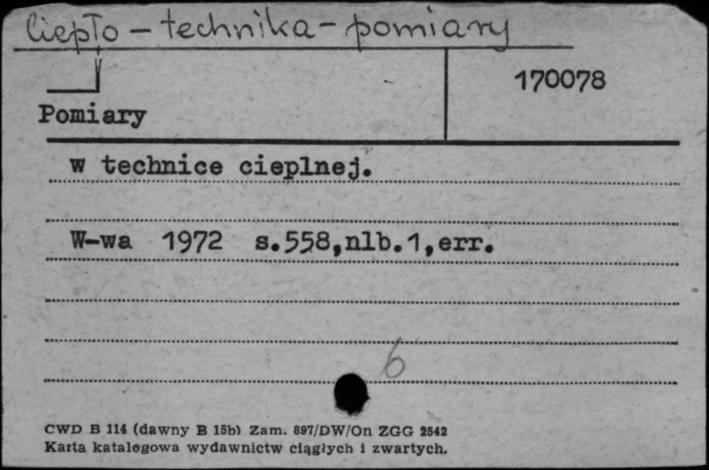 Ciepło - technika - pomiary
170078
Pomiary
w technice cieplnej.
W-wa 1972 s.558,nlb.1,err.
6
CWD B 114 (dawny B 15b) Zam. 897/DW/On ZGG 2542
Karta katalogowa wydawnictw ciągłych i zwartych.